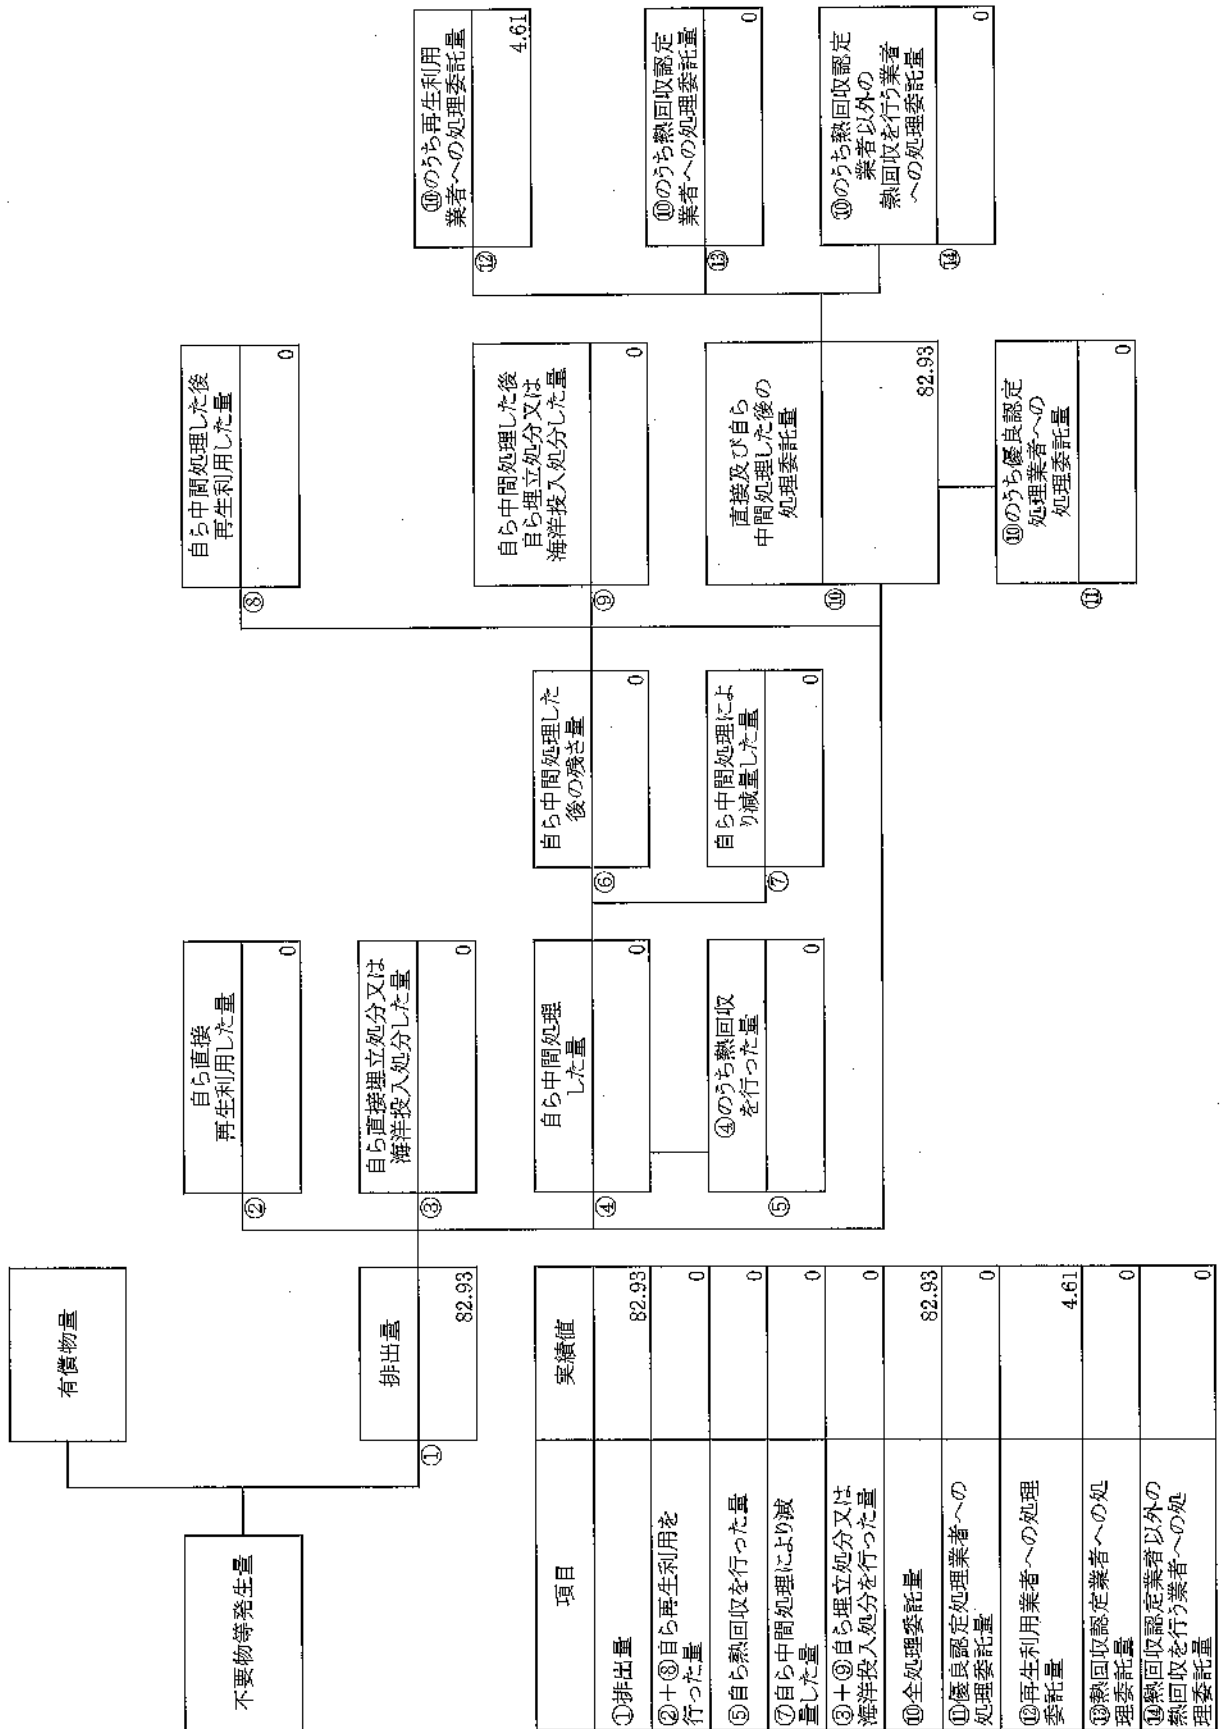 不要物等発生量
有償物量
排出量
①
82.93
自ら直接
再生利用した量
②
0
自ら直接埋立処分又は
海洋投入処分した量
③
0
自ら中間処理
した量
④
0
④のうち熱回収
を行った量
⑤
0
自ら中間処理した
後の残さ量
⑥
0
自ら中間処理によ
り減量した量
⑦
0
自ら中間処理した後
再生利用した量
⑧
0
自ら中間処理した後
自ら埋立処分又は
海洋投入処分した量
⑨
0
直接及び自ら
中間処理した後の
処理委託量
⑩
82.93
⑩のうち優良認定
処理業者への
処理委託量
⑪
0
⑩のうち再生利用
業者への処理委託量
⑫
4.61
⑩のうち熱回収認定
業者への処理委託量
⑬
0
⑩のうち熱回収認定
業者以外の
熱回収を行う業者
への処理委託量
⑭
0
項目 実績値
①排出量 82.93
②+⑧自ら再生利用を
行った量 0
⑤自ら熱回収を行った量 0
⑦自ら中間処理により減
量した量 0
③+⑨自ら埋立処分又は
海洋投入処分を行った量 0
⑩全処理委託量 82.93
⑪優良認定処理業者への
処理委託量 0
⑫再生利用業者への処理
委託量 4.61
⑬熱回収認定業者への処
理委託量 0
⑭熱回収認定業者以外の
熱回収を行う業者への処
理委託量 0